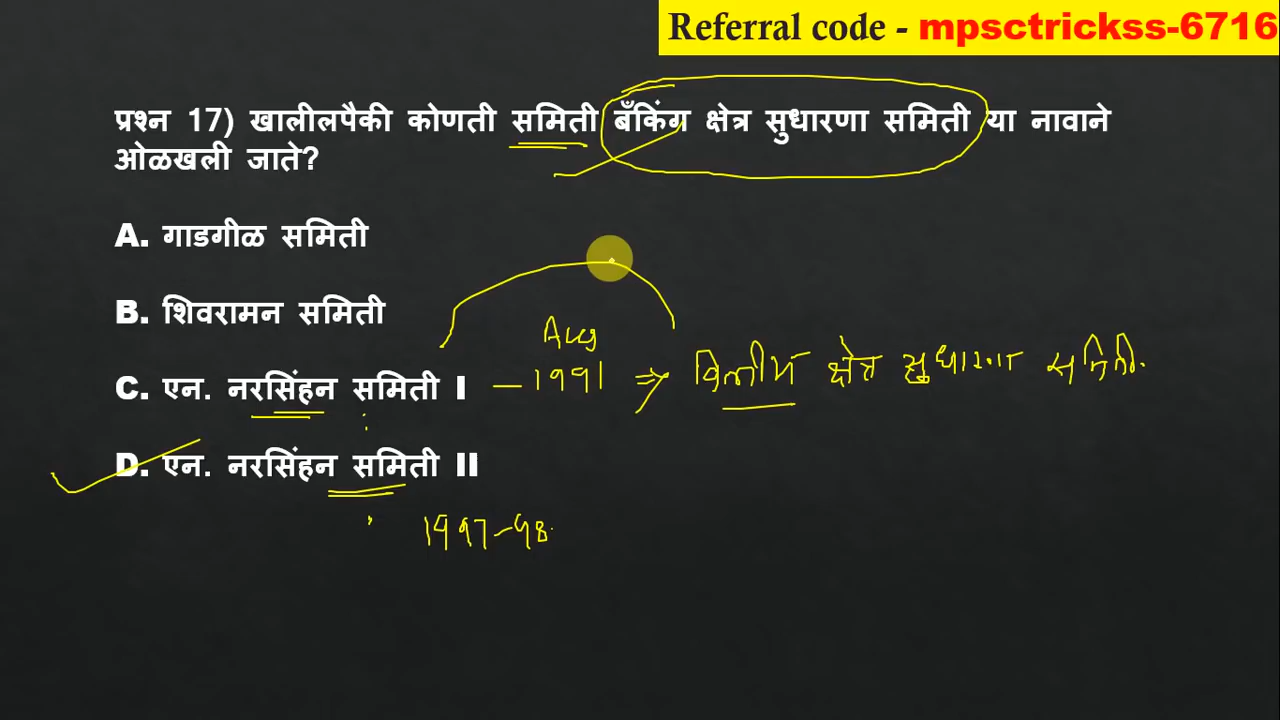 Referral code - mpsctrickss-6716
प्रश्न 17) खालीलपैकी कोणती समिती बँकिंग क्षेत्र सुधारणा समिती या नावाने
ओळखली जाते?
A. गाडगीळ समिती
B. शिवरामन समिती
Aug
C. एन. नरसिंहन समिती I – 1991 ⇒ वित्तीय क्षेत्र सुधारणा समिती.
D. एन. नरसिंहन समिती II
1997-98.